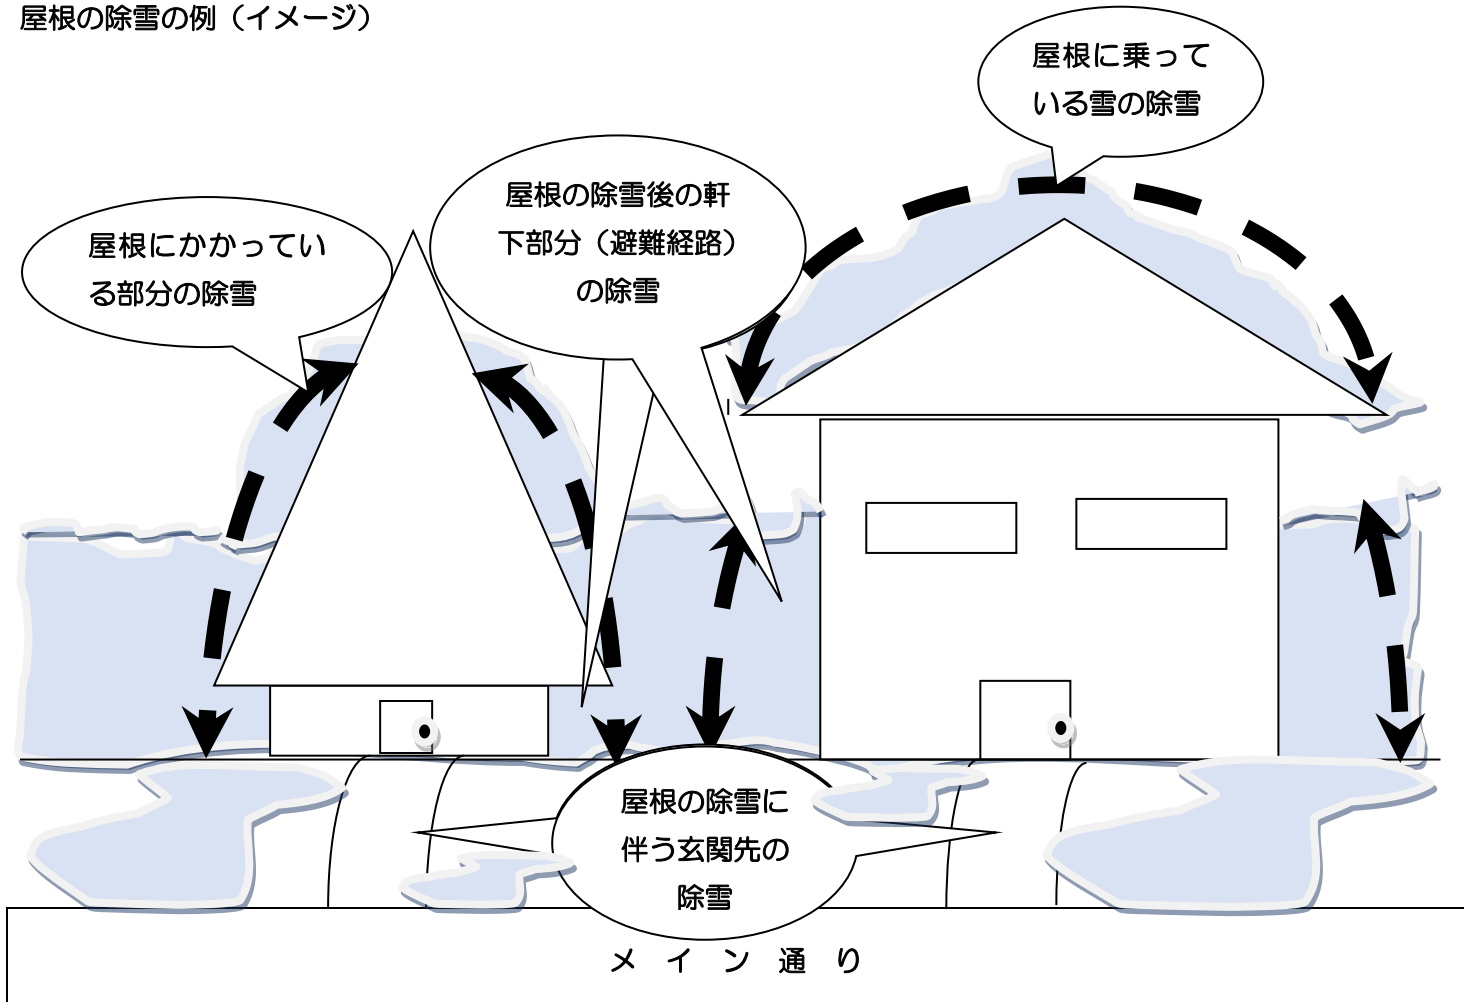 屋根の除雪の例（イメージ）
屋根に乗って
いる雪の除雪
屋根の除雪後の軒
下部分（避難経路）
の除雪
屋根にかかってい
る部分の除雪
屋根の除雪に
伴う玄関先の
除雪
メ　イ　ン　通　り